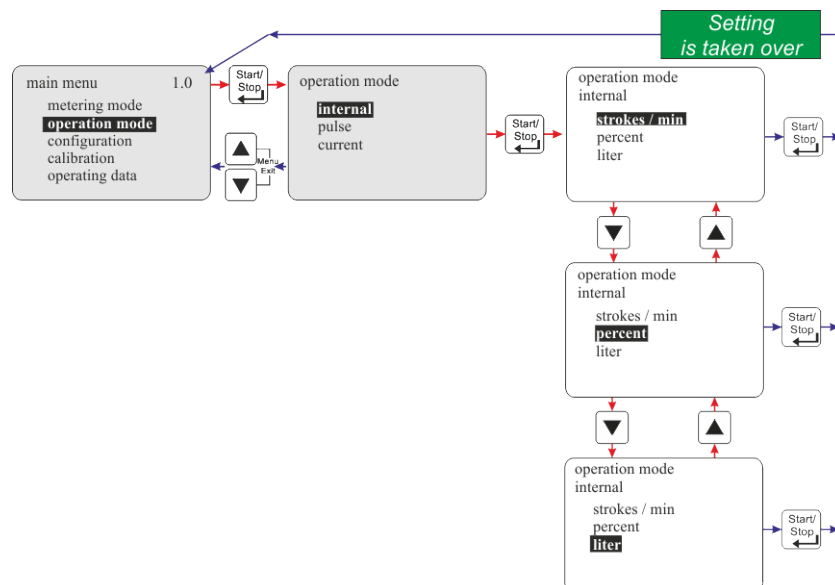 Setting
is taken over
main menu 1.0
metering mode
operation mode
configuration
calibration
operating data
Start/
Stop
Menu
Exit
operation mode
internal
pulse
current
Start/
Stop
operation mode
internal
strokes / min
percent
liter
Start/
Stop
operation mode
internal
strokes / min
percent
liter
Start/
Stop
operation mode
internal
strokes / min
percent
liter
Start/
Stop